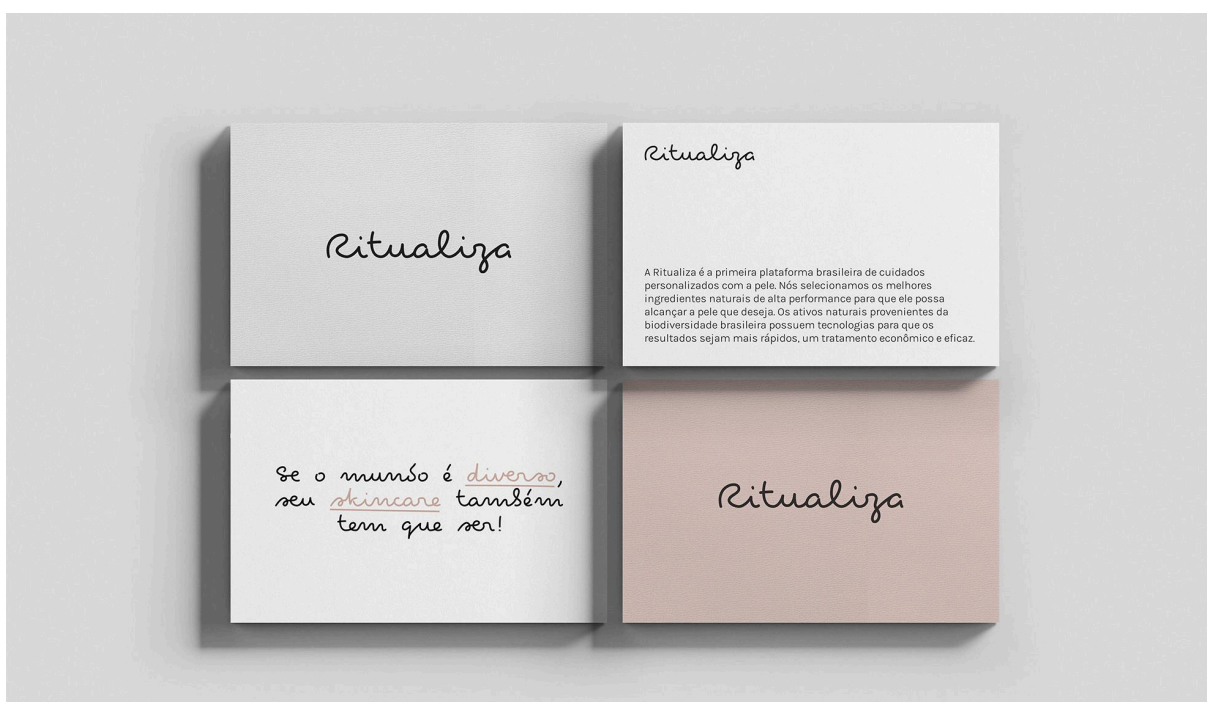 Ritualiza
Ritualiza
A Ritualiza é a primeira plataforma brasileira de cuidados
personalizados com a pele. Nós selecionamos os melhores
ingredientes naturais de alta performance para que ele possa
alcançar a pele que deseja. Os ativos naturais provenientes da
biodiversidade brasileira possuem tecnologias para que os
resultados sejam mais rápidos, um tratamento econômico e eficaz.
Se o mundo é diverso,
seu skincare também
tem que ser!
Ritualiza